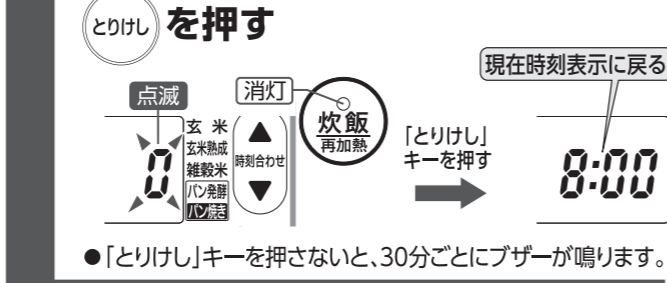 とりけし を押す
現在時刻表示に戻る
点滅
消灯
0
玄米
玄米熟成
雑穀米
パン発酵
パン焼き
時刻合わせ
炊飯
再加熱
「とりけし」
キーを押す
8:00
●「とりけし」キーを押さないと、30分ごとにブザーが鳴ります。